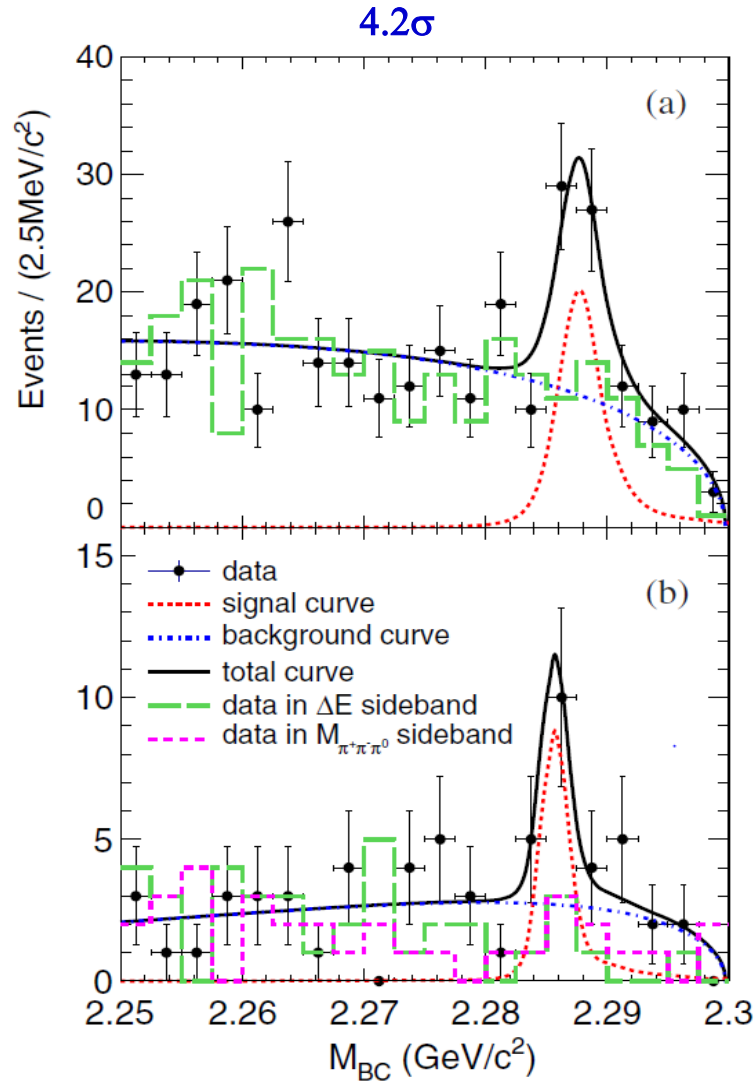 4.2σ
40
(a)
30
20
10
0
Events / (2.5MeV/c²)
15
data
(b)
signal curve
background curve
total curve
10
data in ΔE sideband
data in M_π⁺π⁻π⁰ sideband
5
0
2.25 2.26 2.27 2.28 2.29 2.3
M_BC (GeV/c²)